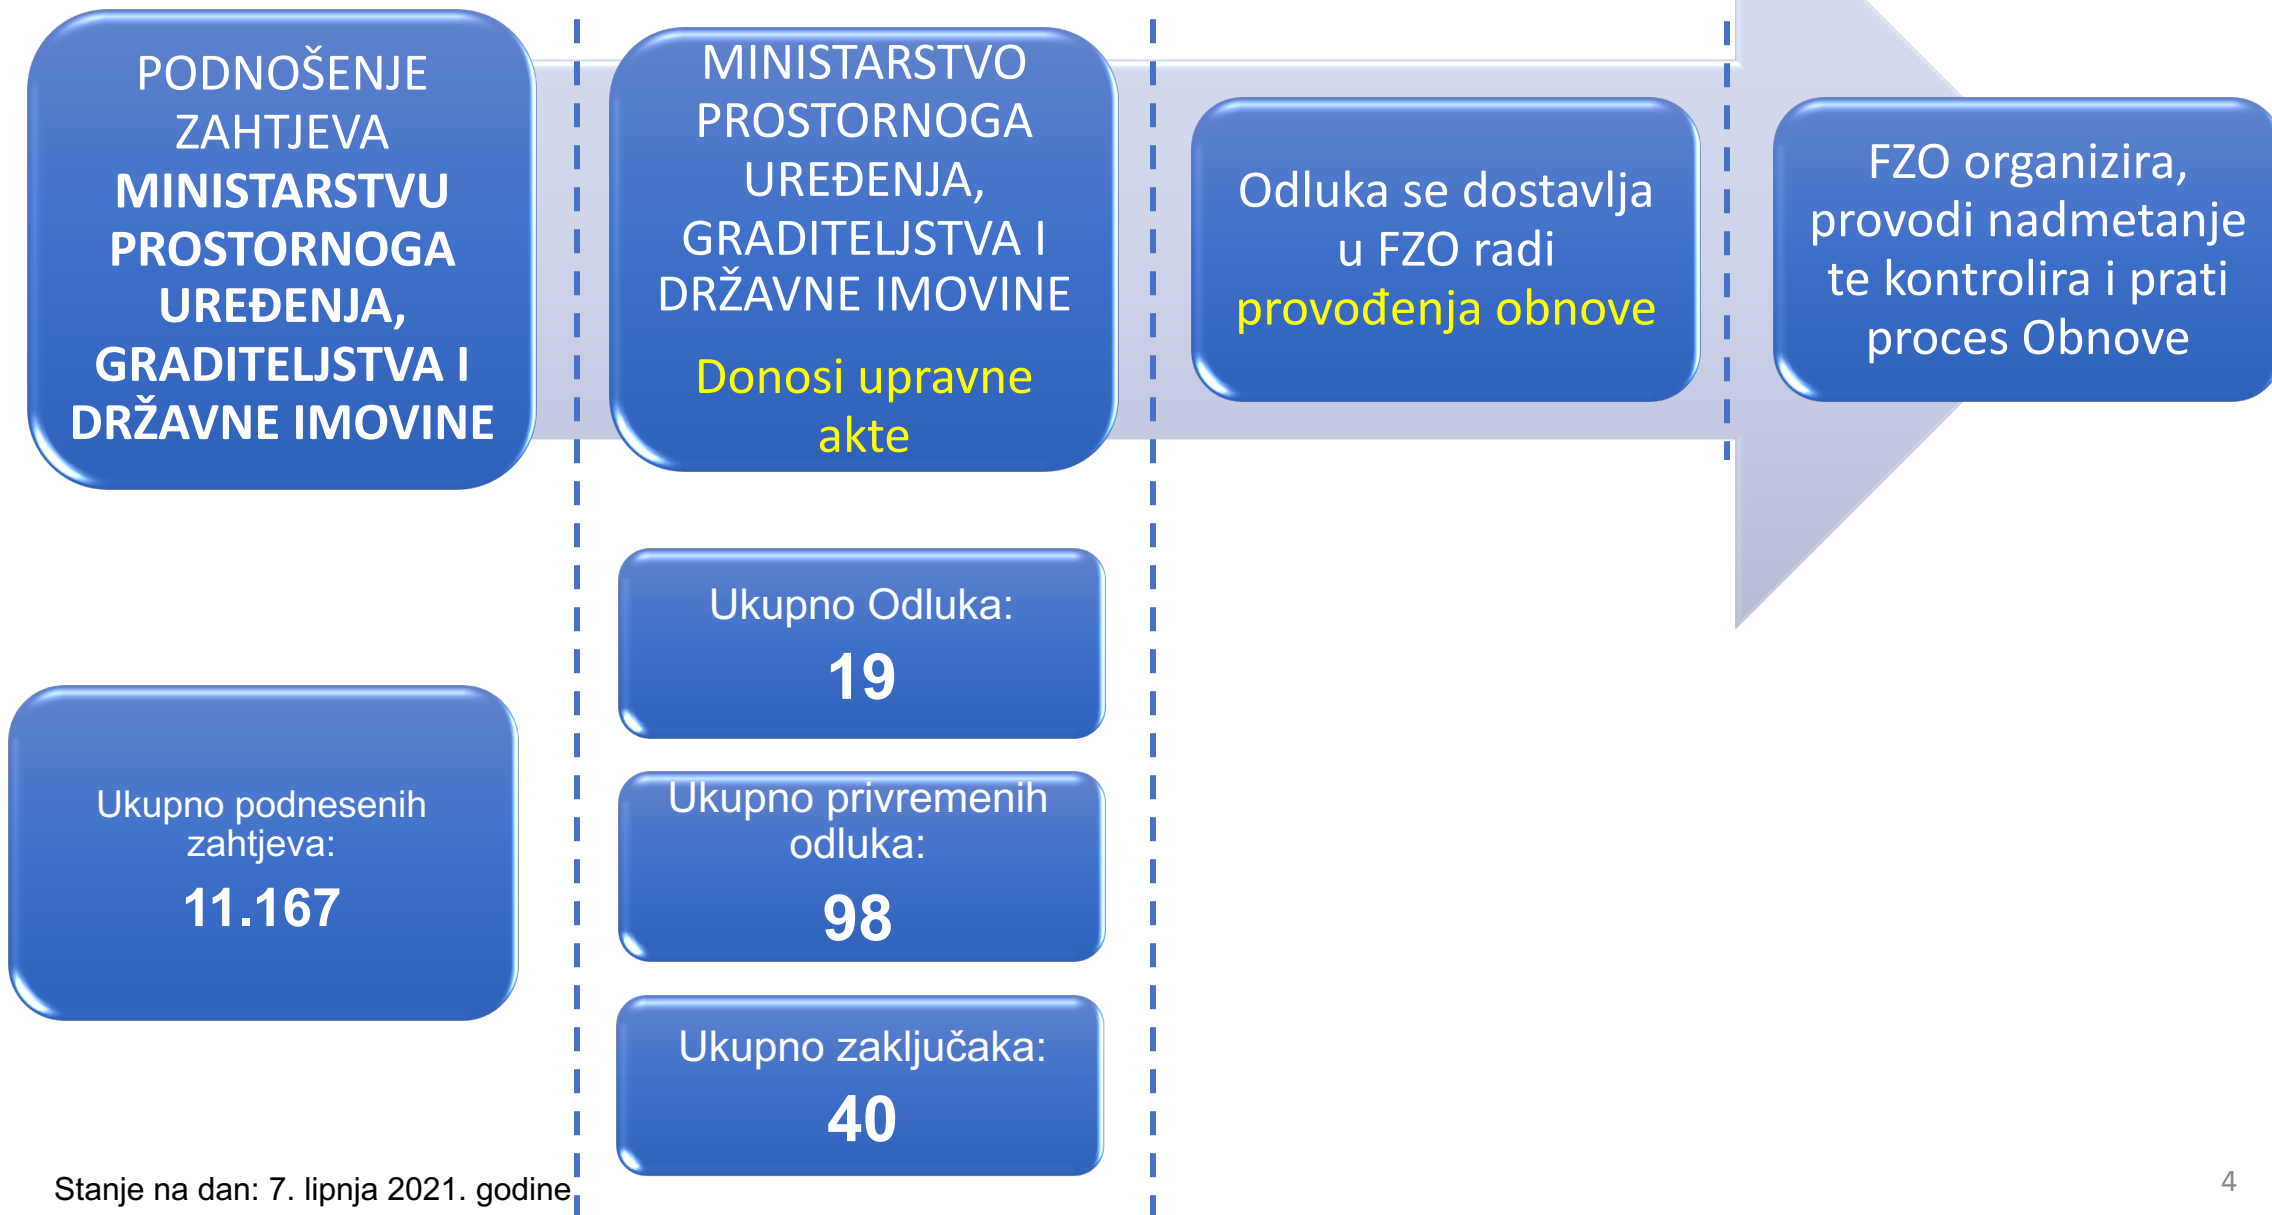 PODNOŠENJE
ZAHTJEVA
MINISTARSTVU
PROSTORNOGA
UREĐENJA,
GRADITELJSTVA I
DRŽAVNE IMOVINE
MINISTARSTVO
PROSTORNOGA
UREĐENJA,
GRADITELJSTVA I
DRŽAVNE IMOVINE
Donosi upravne
akte
Odluka se dostavlja
u FZO radi
provođenja obnove
FZO organizira,
provodi nadmetanje
te kontrolira i prati
proces Obnove
Ukupno podnesenih
zahtjeva:
11.167
Ukupno Odluka:
19
Ukupno privremenih
odluka:
98
Ukupno zaključaka:
40
Stanje na dan: 7. lipnja 2021. godine
4